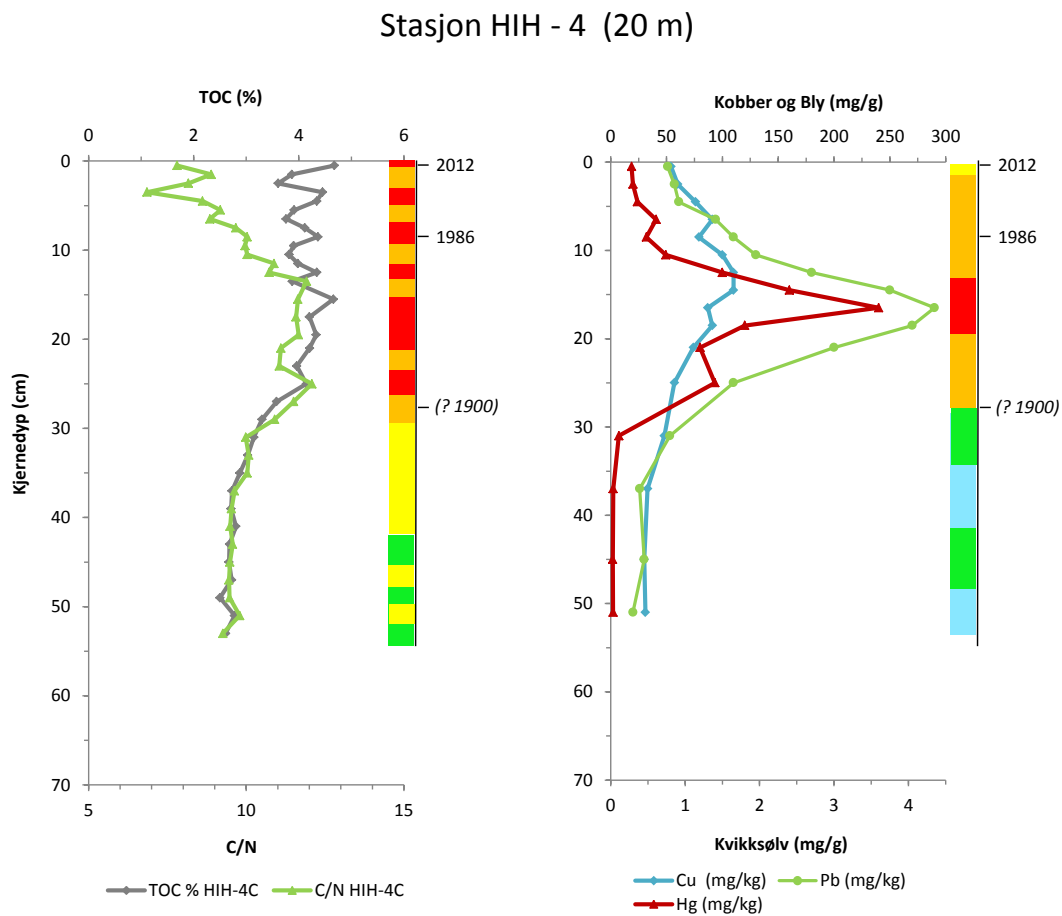 Stasjon HIH - 4  (20 m)
TOC (%)
0 2 4 6
0
10
20
30
40
50
60
70
Kjernedyp (cm)
2012
1986
(? 1900)
5 10 15
C/N
TOC % HIH-4C
C/N HIH-4C
Kobber og Bly (mg/g)
0 50 100 150 200 250 300
0
10
20
30
40
50
60
70
2012
1986
(? 1900)
0 1 2 3 4
Kvikksølv (mg/g)
Cu  (mg/kg)
Pb (mg/kg)
Hg (mg/kg)